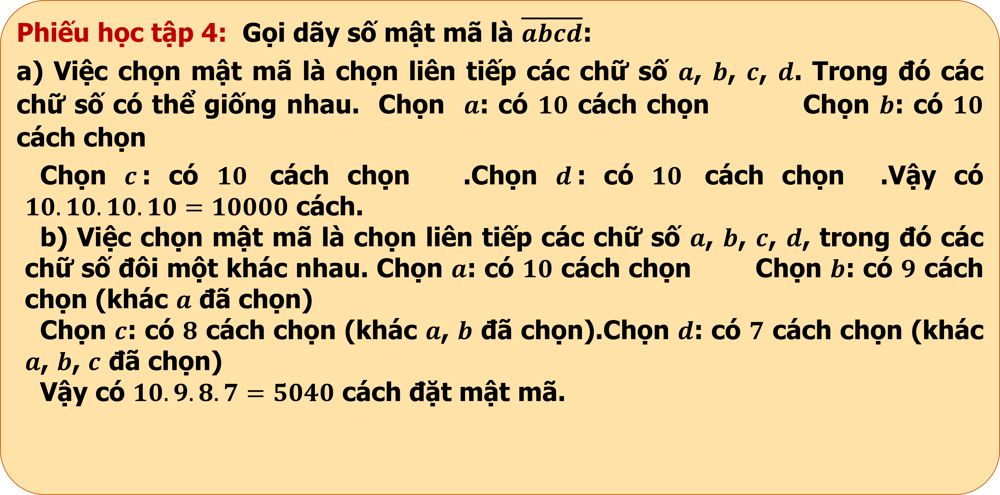 Phiếu học tập 4: Gọi dãy số mật mã là $\overline{abcd}$:
a) Việc chọn mật mã là chọn liên tiếp các chữ số a, b, c, d. Trong đó các
chữ số có thể giống nhau. Chọn a: có 10 cách chọn Chọn b: có 10
cách chọn
Chọn c: có 10 cách chọn .Chọn d: có 10 cách chọn .Vậy có
10.10.10.10 = 10000 cách.
b) Việc chọn mật mã là chọn liên tiếp các chữ số a, b, c, d, trong đó các
chữ số đôi một khác nhau. Chọn a: có 10 cách chọn Chọn b: có 9 cách
chọn (khác a đã chọn)
Chọn c: có 8 cách chọn (khác a, b đã chọn).Chọn d: có 7 cách chọn (khác
a, b, c đã chọn)
Vậy có 10.9.8.7 = 5040 cách đặt mật mã.